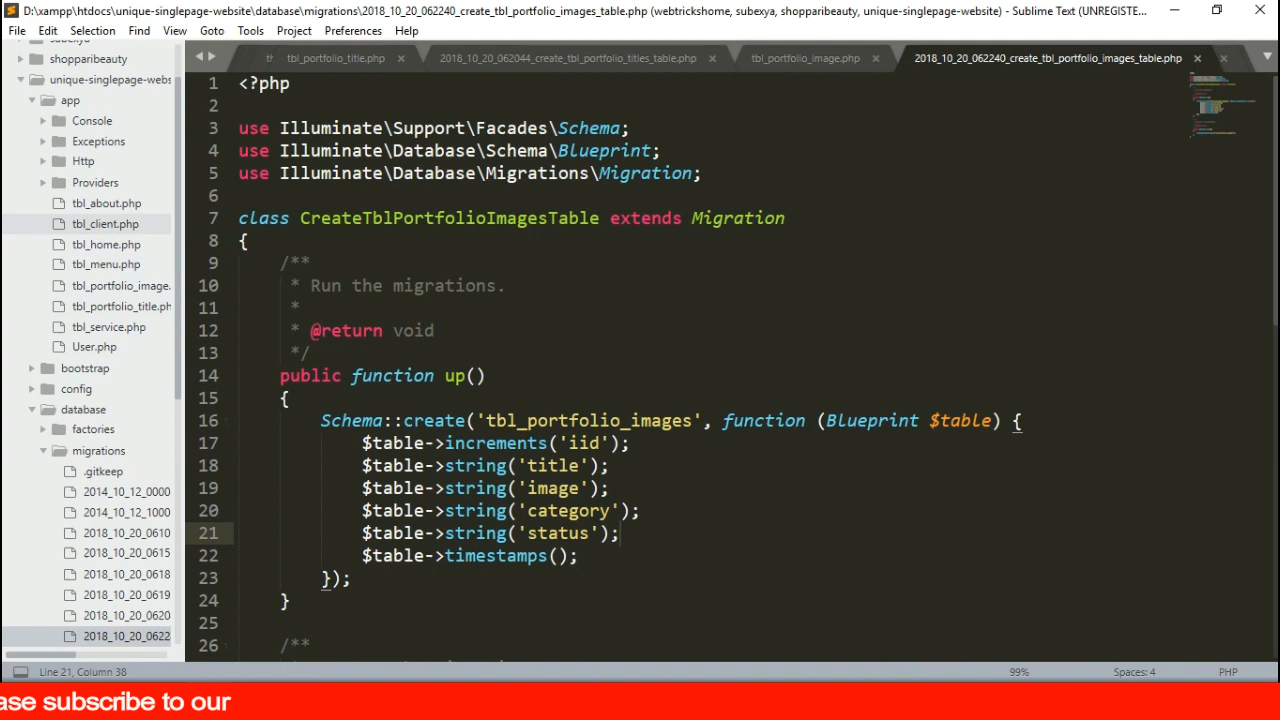 D:\xampp\htdocs\unique-singlepage-website\database\migrations\2018_10_20_062240_create_tbl_portfolio_images_table.php (webtrickshome, subexya, shopparibeauty, unique-singlepage-website) - Sublime Text (UNREGISTE...
File Edit Selection Find View Goto Tools Project Preferences Help
tbl_portfolio_title.php 2018_10_20_062044_create_tbl_portfolio_titles_table.php tbl_portfolio_image.php 2018_10_20_062240_create_tbl_portfolio_images_table.php
shopparibeauty
unique-singlepage-webs
app
Console
Exceptions
Http
Providers
tbl_about.php
tbl_client.php
tbl_home.php
tbl_menu.php
tbl_portfolio_image.
tbl_portfolio_title.ph
tbl_service.php
User.php
bootstrap
config
database
factories
migrations
.gitkeep
2014_10_12_0000
2014_10_12_1000
2018_10_20_0610
2018_10_20_0615
2018_10_20_0618
2018_10_20_0619
2018_10_20_0620
2018_10_20_0622
1 <?php
2
3 use Illuminate\Support\Facades\Schema;
4 use Illuminate\Database\Schema\Blueprint;
5 use Illuminate\Database\Migrations\Migration;
6
7 class CreateTblPortfolioImagesTable extends Migration
8 {
9 /**
10 * Run the migrations.
11 *
12 * @return void
13 */
14 public function up()
15 {
16 Schema::create('tbl_portfolio_images', function (Blueprint $table) {
17 $table->increments('iid');
18 $table->string('title');
19 $table->string('image');
20 $table->string('category');
21 $table->string('status');
22 $table->timestamps();
23 });
24 }
25
26 /**
Line 21, Column 38 99% Spaces: 4 PHP
ase subscribe to our